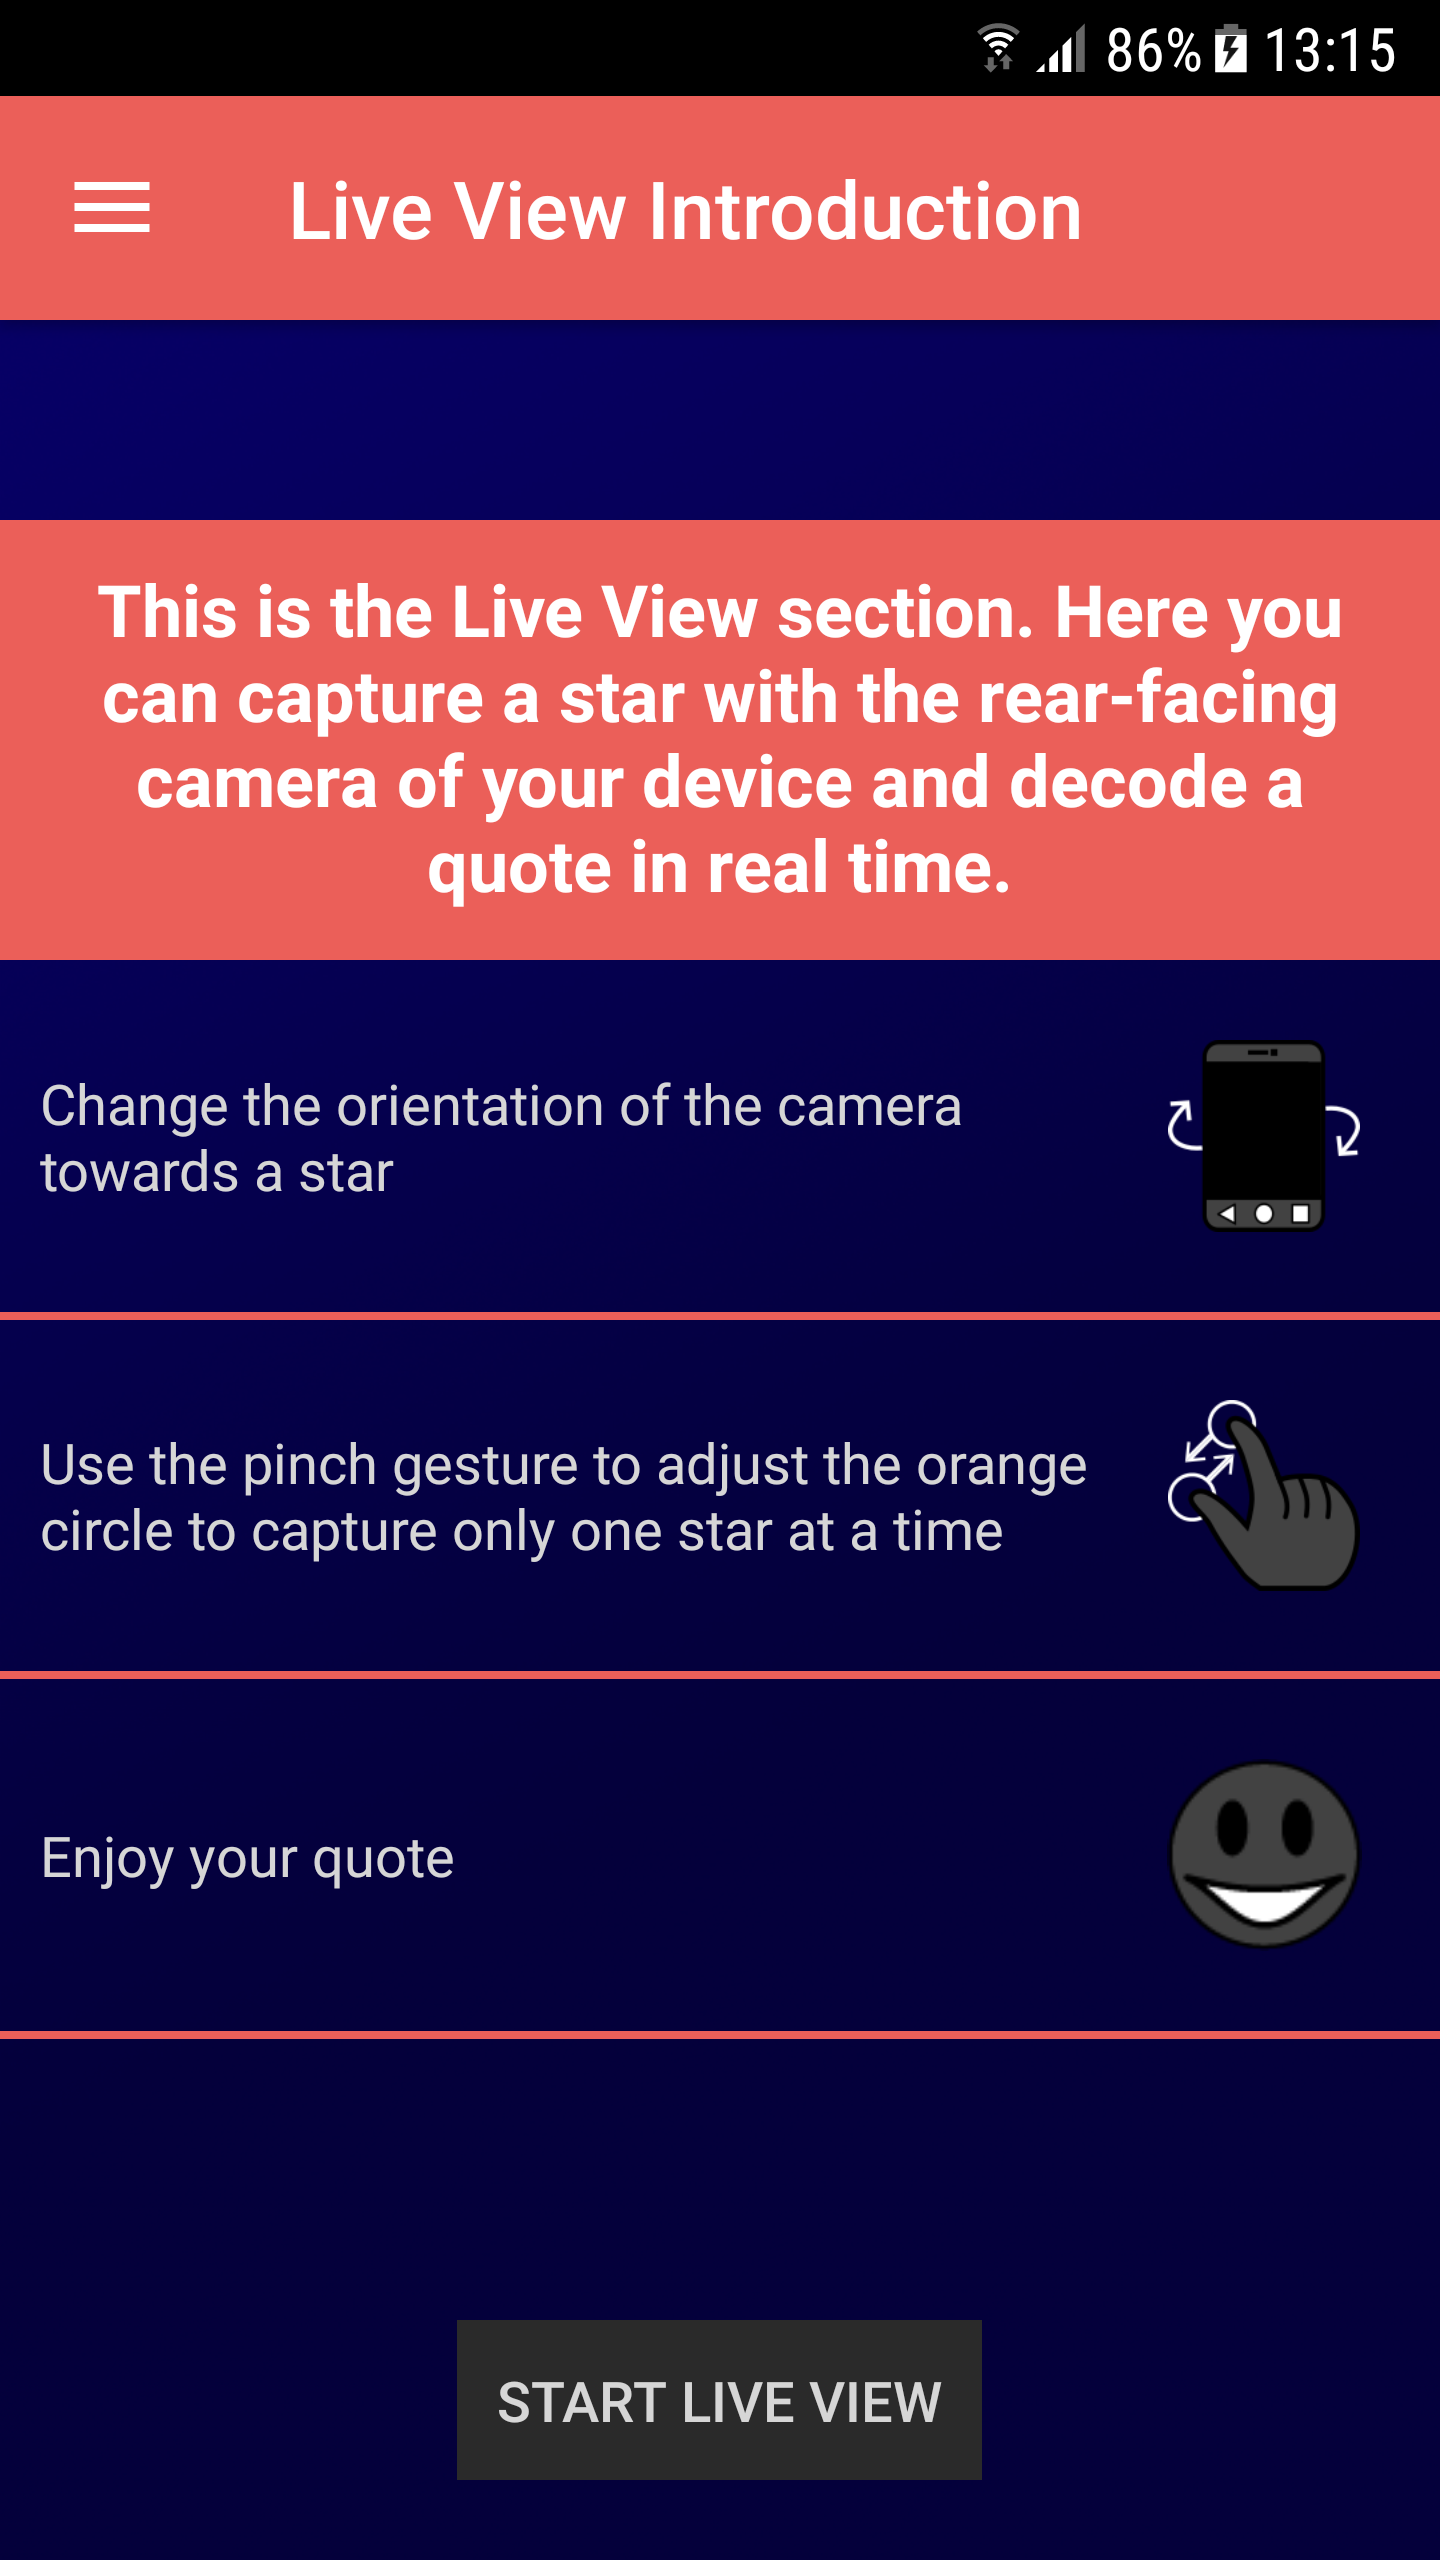 86% 13:15
Live View Introduction
This is the Live View section. Here you
can capture a star with the rear-facing
camera of your device and decode a
quote in real time.
Change the orientation of the camera
towards a star
Use the pinch gesture to adjust the orange
circle to capture only one star at a time
Enjoy your quote
START LIVE VIEW